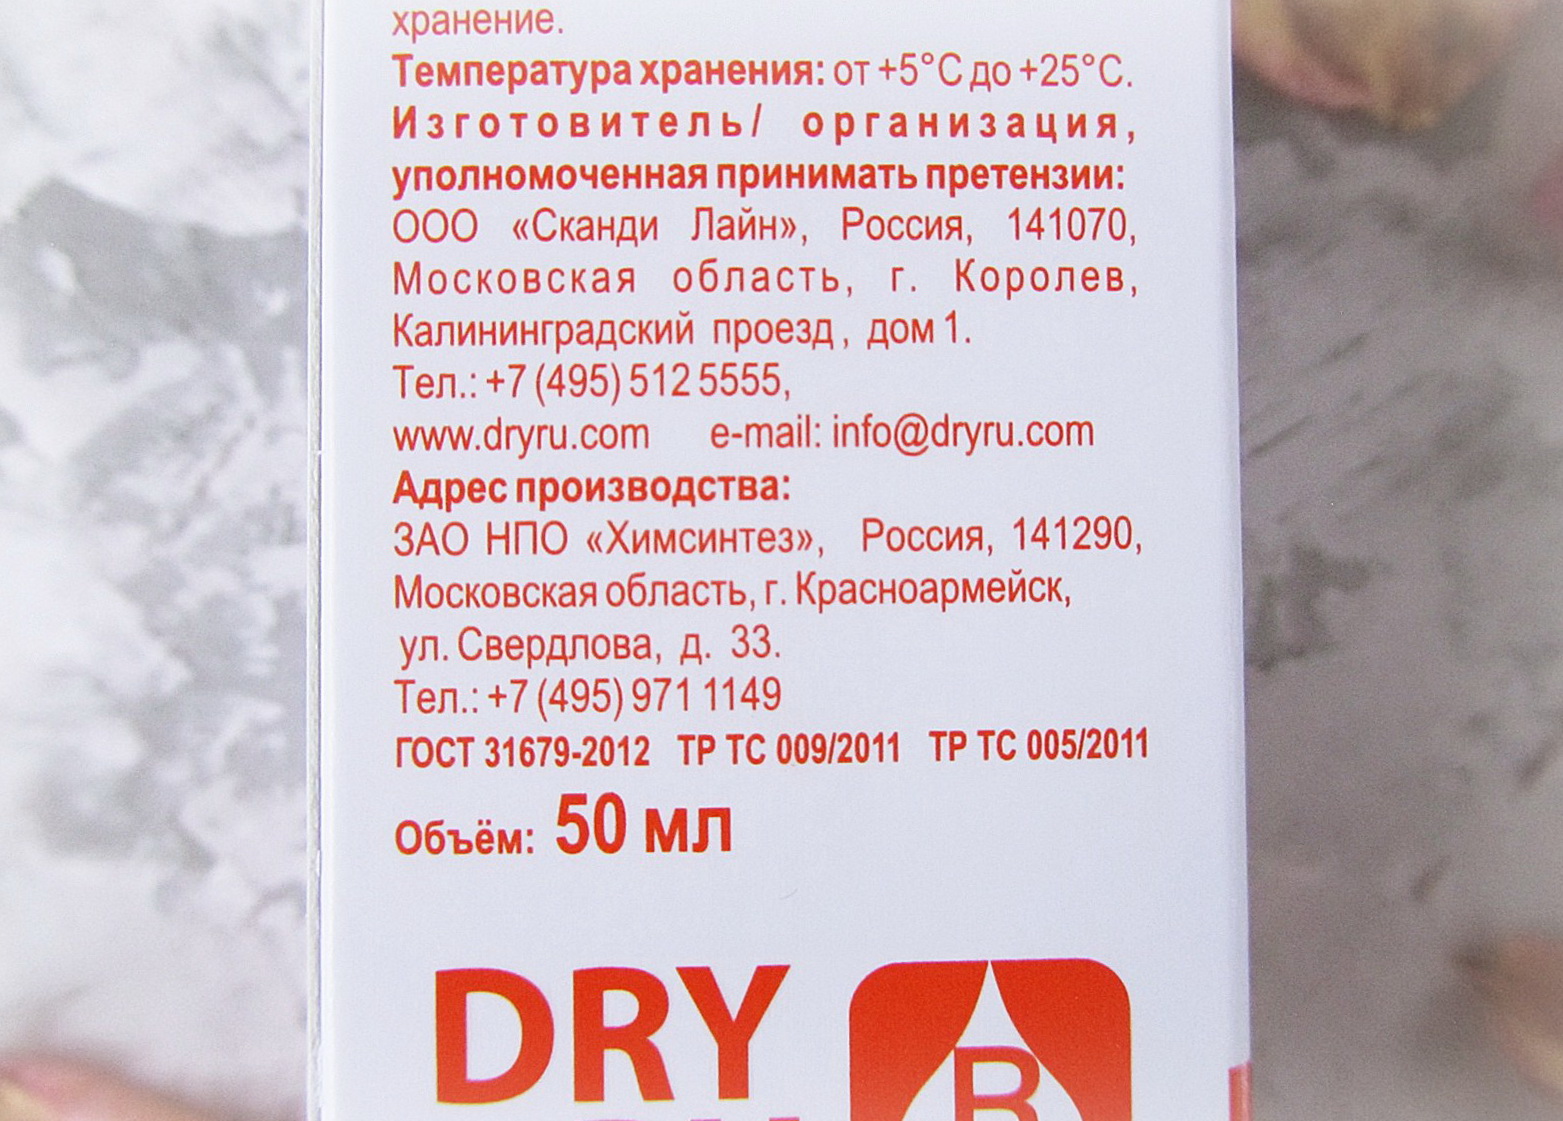 хранение.
Температура хранения: от +5°C до +25°C.
Изготовитель/ организация,
уполномоченная принимать претензии:
ООО «Сканди Лайн», Россия, 141070,
Московская область, г. Королев,
Калининградский проезд, дом 1.
Тел.: +7 (495) 512 5555,
www.dryru.com e-mail: info@dryru.com
Адрес производства:
ЗАО НПО «Химсинтез», Россия, 141290,
Московская область, г. Красноармейск,
ул. Свердлова, д. 33.
Тел.: +7 (495) 971 1149
ГОСТ 31679-2012 ТР ТС 009/2011 ТР ТС 005/2011
Объём: 50 мл
DRY